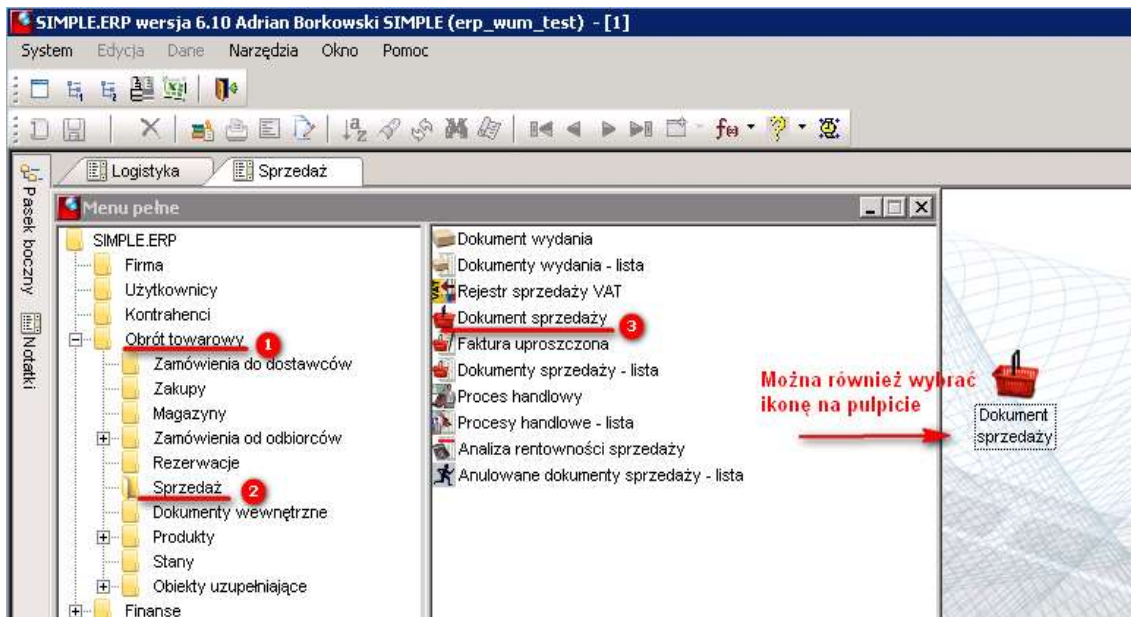 SIMPLE.ERP wersja 6.10 Adrian Borkowski SIMPLE (erp_wum_test) - [1]
System Edycja Dane Narzędzia Okno Pomoc
Pasek boczny
Notatki
Logistyka Sprzedaż
Menu pełne
SIMPLE.ERP
Firma
Użytkownicy
Kontrahenci
Obrót towarowy 1
Zamówienia do dostawców
Zakupy
Magazyny
Zamówienia od odbiorców
Rezerwacje
Sprzedaż 2
Dokumenty wewnętrzne
Produkty
Stany
Obiekty uzupełniające
Finanse
Dokument wydania
Dokumenty wydania - lista
Rejestr sprzedaży VAT
Dokument sprzedaży 3
Faktura uproszczona
Dokumenty sprzedaży - lista
Proces handlowy
Procesy handlowe - lista
Analiza rentowności sprzedaży
Anulowane dokumenty sprzedaży - lista
Można również wybrać
ikonę na pulpicie
Dokument
sprzedaży